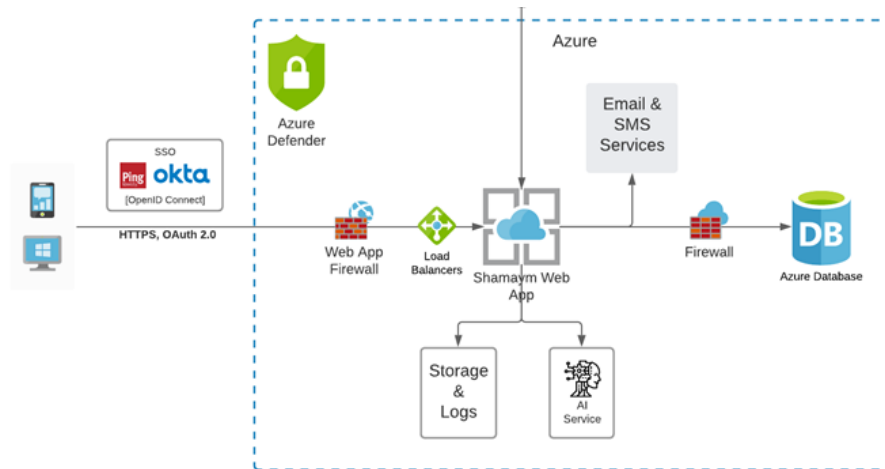 Azure
Azure
Defender
Email &
SMS
Services
SSO
Ping
okta
[OpenID Connect]
HTTPS, OAuth 2.0
Web App
Firewall
Load
Balancers
Shamaym Web
App
Firewall
DB
Azure Database
Storage
&
Logs
AI
Service